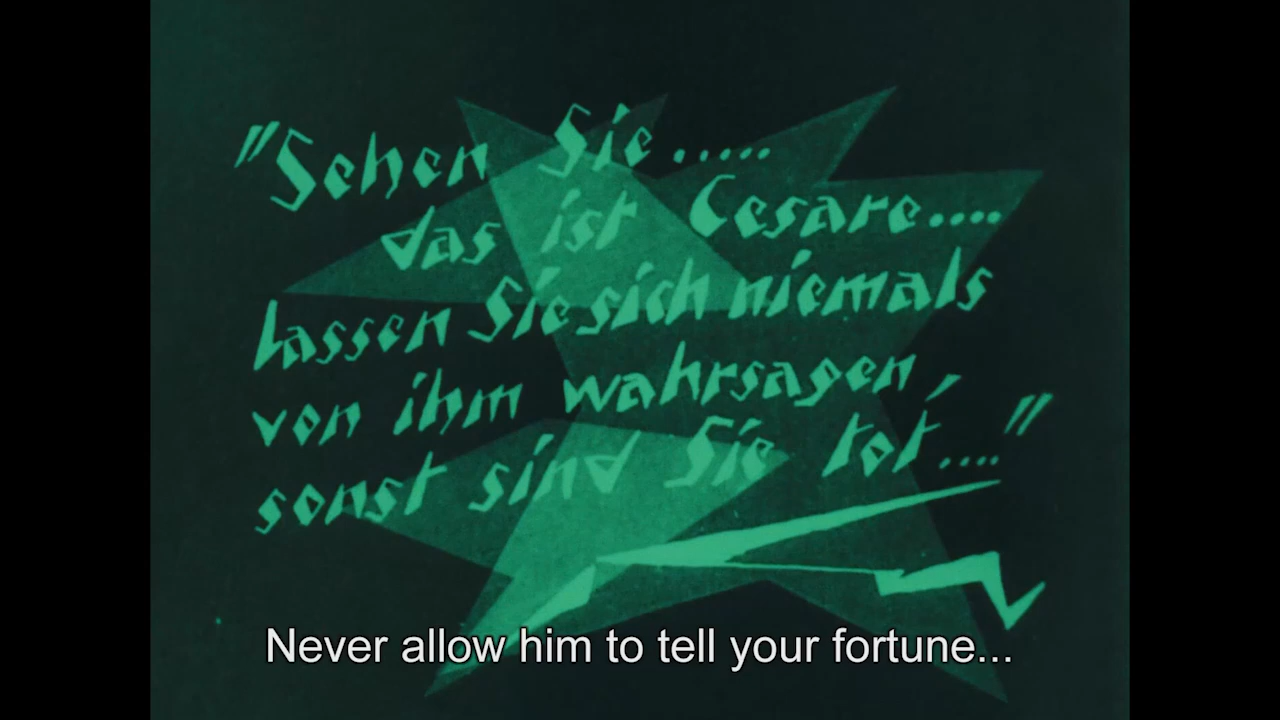 "Sehen Sie.....
das ist Cesare....
lassen Sie sich niemals
von ihm wahrsagen,
sonst sind Sie tot...."
Never allow him to tell your fortune...